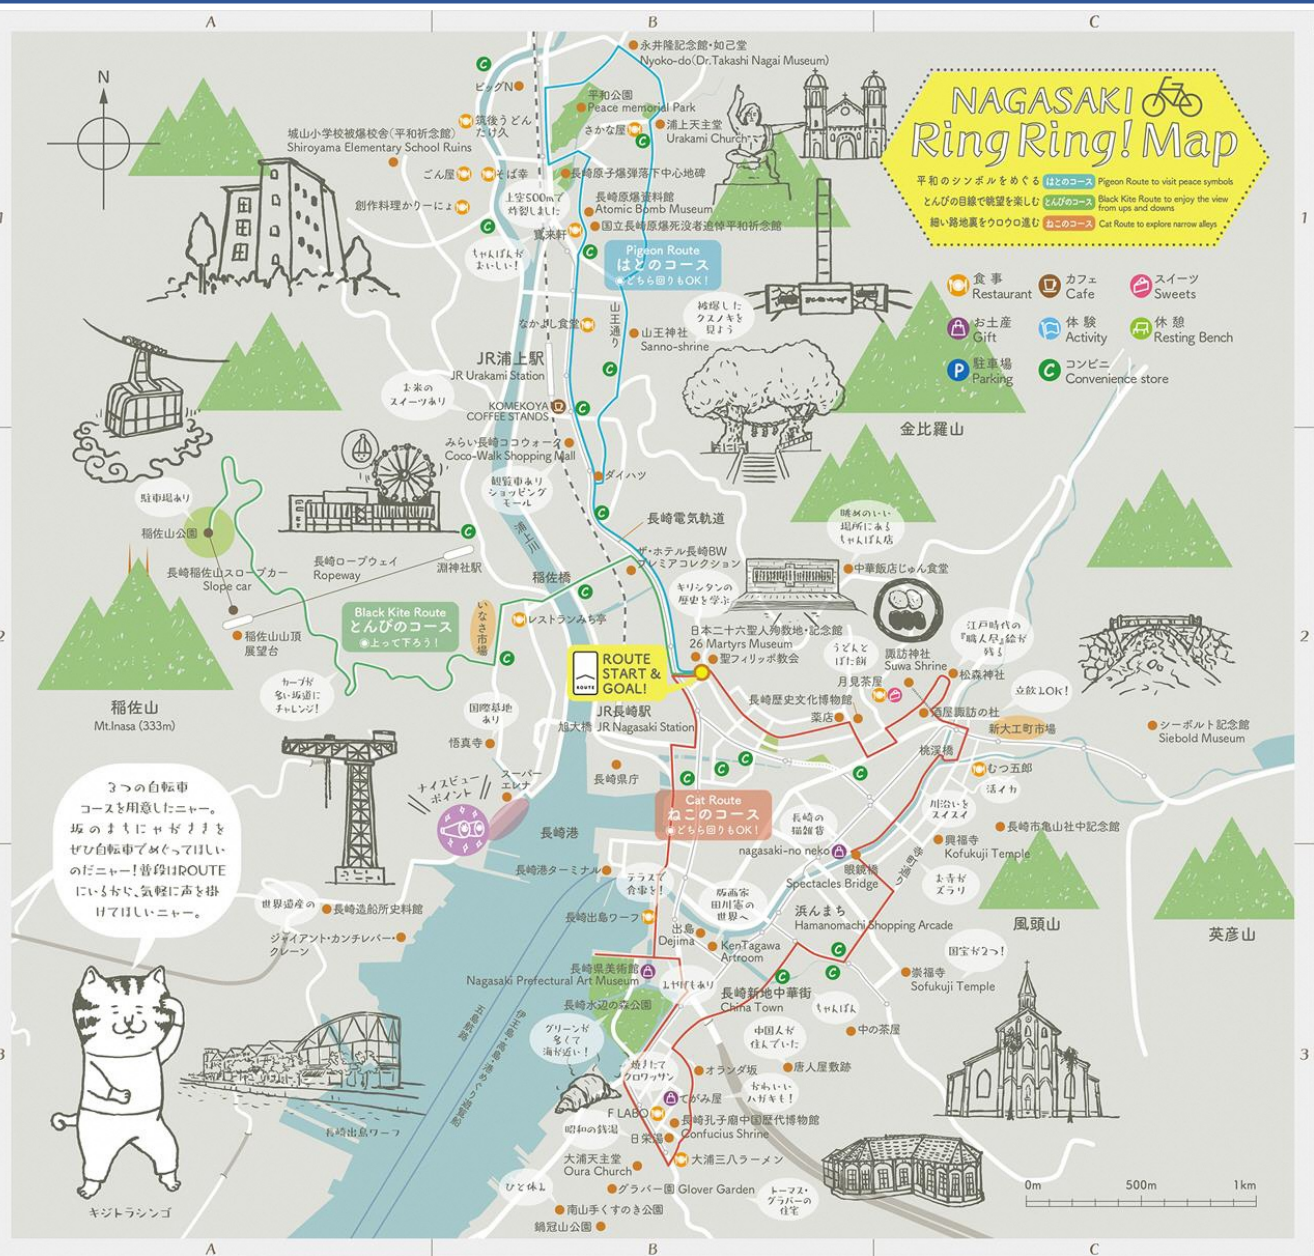 A
B
C
N
永井隆記念館・如己堂
Nyoko-do(Dr.Takashi Nagai Museum)
ビッグN
平和公園
Peace memorial Park
筑後うどん
たけ久
さかな屋
浦上天主堂
Urakami Church
城山小学校被爆校舎(平和祈念館)
Shiroyama Elementary School Ruins
ごん屋
そば幸
長崎原子爆弾落下中心地碑
創作料理かりーにょ
上空500mで
炸裂しました
長崎原爆資料館
Atomic Bomb Museum
国立長崎原爆死没者追悼平和祈念館
寳来軒
ちゃんぽんが
おいしい!
Pigeon Route
はとのコース
◉どちら回りもOK!
NAGASAKI
Ring Ring! Map
平和のシンボルをめぐる はとのコース Pigeon Route to visit peace symbols
とんびの目線で眺望を楽しむ とんびのコース Black Kite Route to enjoy the view
from ups and downs
細い路地裏をウロウロ進む ねこのコース Cat Route to explore narrow alleys
1
1
食事
Restaurant
カフェ
Cafe
スイーツ
Sweets
お土産
Gift
体験
Activity
休憩
Resting Bench
P
駐車場
Parking
C
コンビニ
Convenience store
なかよし食堂
山王通り
被爆した
クスノキを
見よう
山王神社
Sanno-shrine
JR浦上駅
JR Urakami Station
お米の
スイーツあり
KOMEKOYA
COFFEE STANDS
みらい長崎ココウォーク
Coco-Walk Shopping Mall
金比羅山
ダイハツ
観覧車あり
ショッピング
モール
駐車場あり
稲佐山公園
浦上川
長崎電気軌道
眺めのいい
場所にある
ちゃんぽん店
長崎ロープウェイ
Ropeway
淵神社駅
長崎稲佐山スロープカー
Slope car
稲佐橋
ザ・ホテル長崎BW
プレミアコレクション
中華飯店じゅん食堂
キリシタンの
歴史を学ぶ
Black Kite Route
とんびのコース
◉上って下ろう!
いなさ市場
レストランみち亭
2
2
稲佐山山頂
展望台
日本二十六聖人殉教地・記念館
26 Martyrs Museum
聖フィリッポ教会
江戸時代の
『職人尽』絵が
残る
うどんと
ぼた餅
諏訪神社
Suwa Shrine
松森神社
ROUTE
ROUTE
START &
GOAL!
カーブが
多い坂道に
チャレンジ!
月見茶屋
立飲みOK!
稲佐山
Mt.Inasa (333m)
国際墓地
あり
悟真寺
JR長崎駅
JR Nagasaki Station
旭大橋
長崎歴史文化博物館
薬店
酒屋諏訪の杜
新大工町市場
シーボルト記念館
Siebold Museum
桃渓橋
むつ五郎
活イカ
3つの自転車
コースを用意したニャー。
坂のまちにゃがさきを
ぜひ自転車でめぐってほしい
のだニャー!普段はROUTE
にいるから、気軽に声を掛
けてほしいニャー。
ナイスビュー
ポイント
スーパー
エレナ
長崎県庁
Cat Route
ねこのコース
◉どちら回りもOK!
長崎港
長崎の
猫雑貨
nagasaki-no neko
川沿いを
スイスイ
長崎市亀山社中記念館
興福寺
Kofukuji Temple
眼鏡橋
Spectacles Bridge
寺町通り
お寺が
ズラリ
長崎港ターミナル
テラスで
食事を!
版画家
田川憲の
世界へ
世界遺産の
長崎造船所史料館
長崎出島ワーフ
出島
Dejima
浜んまち
Hamanomachi Shopping Arcade
風頭山
英彦山
ジャイアント・カンチレバー・
クレーン
Ken Tagawa
Artroom
国宝が2つ!
長崎県美術館
Nagasaki Prefectural Art Museum
みやげもあり
崇福寺
Sofukuji Temple
長崎水辺の森公園
長崎新地中華街
China Town
ちゃんぽん
3
3
五島航路
伊王島・高島・港めぐり遊覧船
グリーンが
多くて
海が近い!
中国人が
住んでいた
中の茶屋
焼きたて
クロワッサン
オランダ坂
唐人屋敷跡
かわいい
ハガキも!
てがみ屋
F LABO
長崎孔子廟中国歴代博物館
Confucius Shrine
昭和の銭湯
日栄湯
長崎出島ワーフ
大浦天主堂
Oura Church
大浦三八ラーメン
ひと休み
グラバー園 Glover Garden
トーマス・
グラバーの
住宅
キジトラシンゴ
南山手くすのき公園
鍋冠山公園
0m
500m
1km
A
B
C